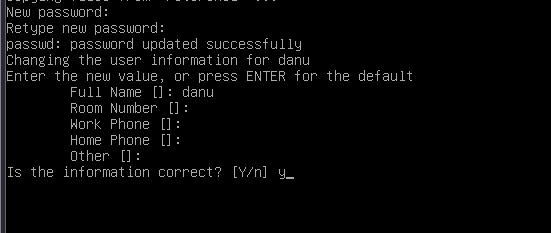 New password:
Retype new password:
passwd: password updated successfully
Changing the user information for danu
Enter the new value, or press ENTER for the default
Full Name []: danu
Room Number []:
Work Phone []:
Home Phone []:
Other []:
Is the information correct? [Y/n] y_